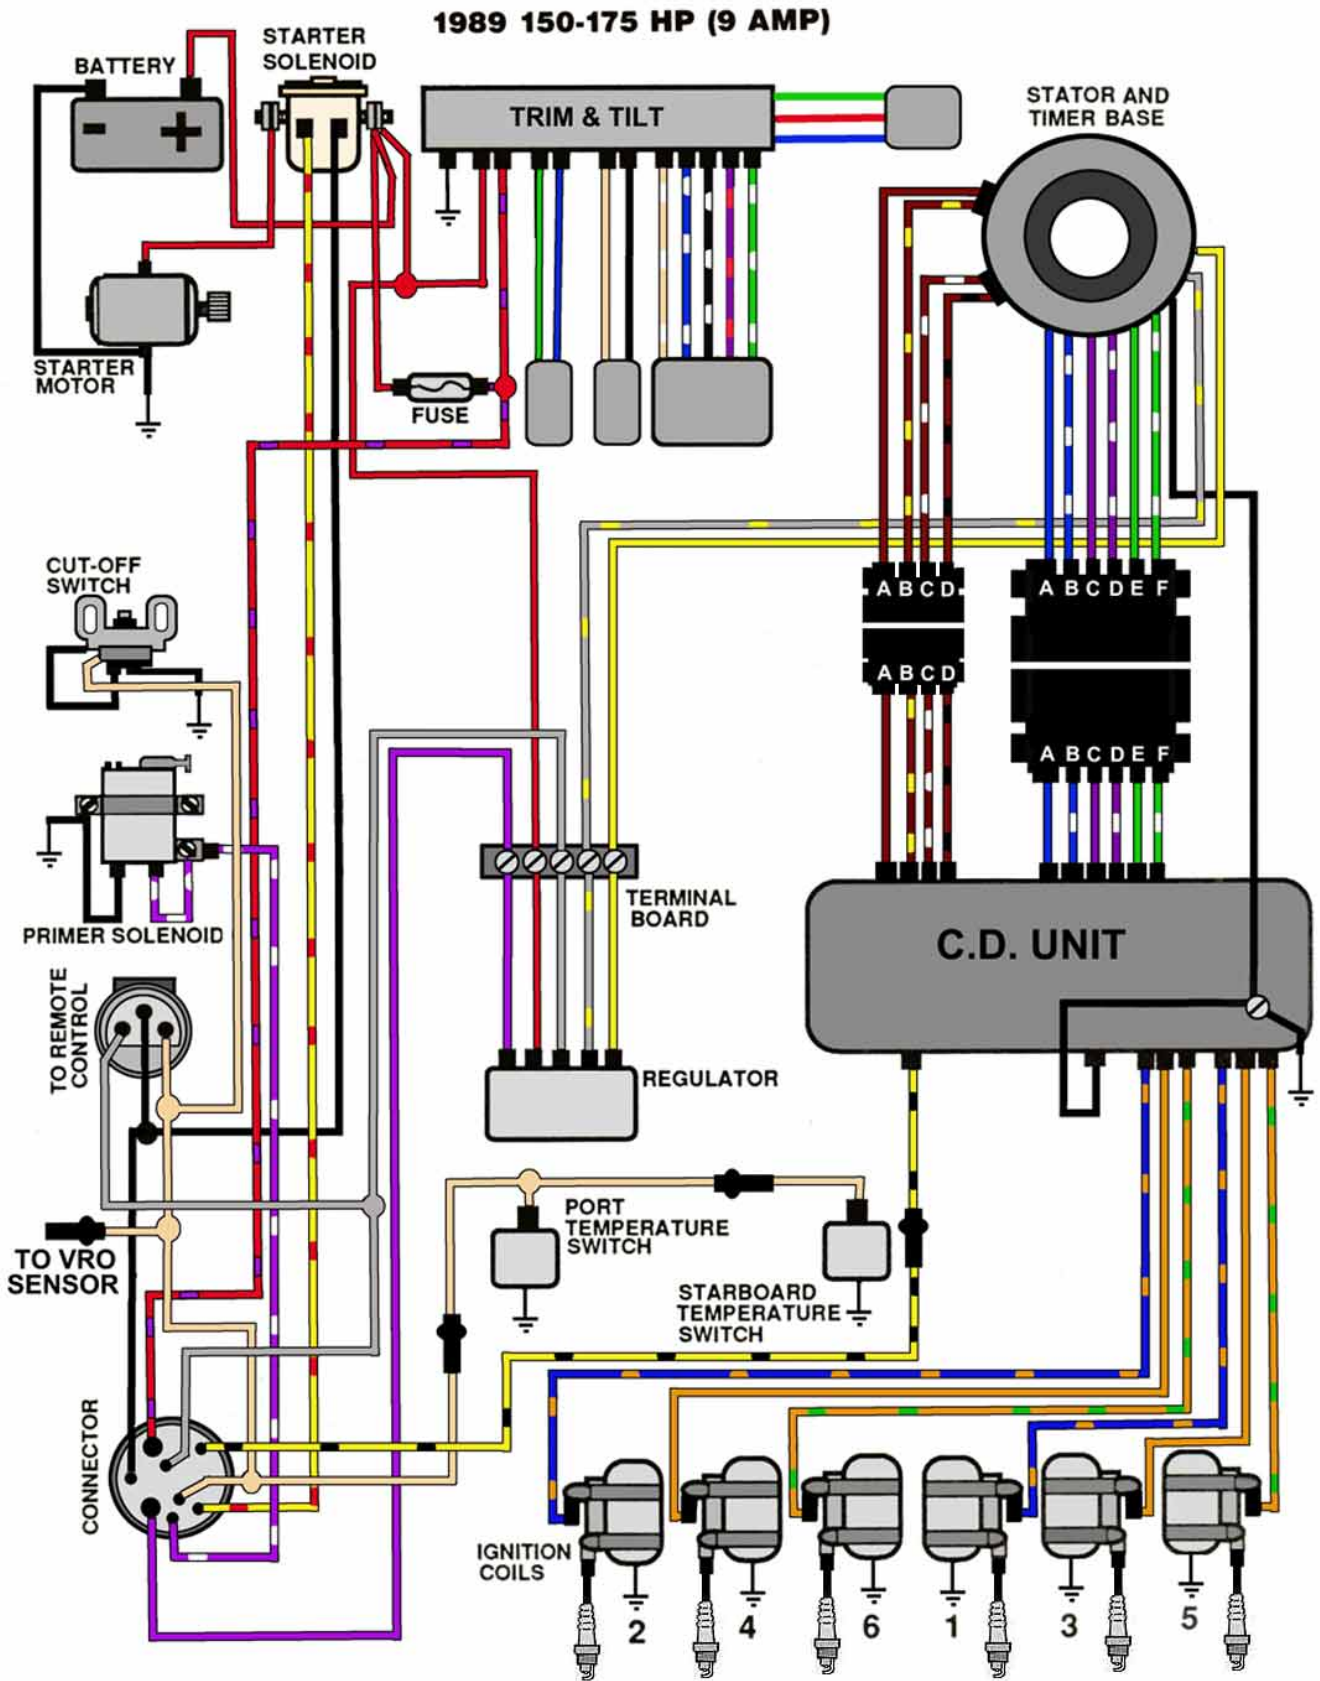 1989 150-175 HP (9 AMP)
BATTERY
STARTER
SOLENOID
TRIM & TILT
STATOR AND
TIMER BASE
STARTER
MOTOR
FUSE
CUT-OFF
SWITCH
A B C D
A B C D E F
A B C D
A B C D E F
TERMINAL
BOARD
PRIMER SOLENOID
C.D. UNIT
TO REMOTE
CONTROL
REGULATOR
PORT
TEMPERATURE
SWITCH
TO VRO
SENSOR
STARBOARD
TEMPERATURE
SWITCH
CONNECTOR
IGNITION
COILS
2 4 6 1 3 5